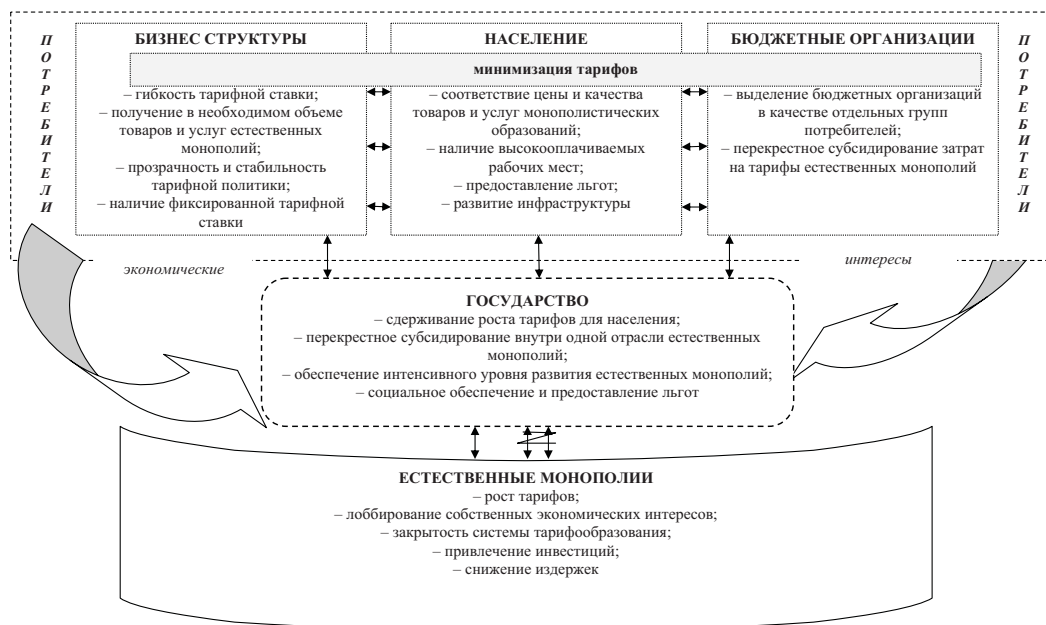 ПОТРЕБИТЕЛИ
БИЗНЕС СТРУКТУРЫ
НАСЕЛЕНИЕ
БЮДЖЕТНЫЕ ОРГАНИЗАЦИИ
ПОТРЕБИТЕЛИ
минимизация тарифов
– гибкость тарифной ставки;
– получение в необходимом объеме
товаров и услуг естественных
монополий;
– прозрачность и стабильность
тарифной политики;
– наличие фиксированной тарифной
ставки
– соответствие цены и качества
товаров и услуг монополистических
образований;
– наличие высокооплачиваемых
рабочих мест;
– предоставление льгот;
– развитие инфраструктуры
– выделение бюджетных организаций
в качестве отдельных групп
потребителей;
– перекрестное субсидирование затрат
на тарифы естественных монополий
экономические
интересы
ГОСУДАРСТВО
– сдерживание роста тарифов для населения;
– перекрестное субсидирование внутри одной отрасли естественных
монополий;
– обеспечение интенсивного уровня развития естественных монополий;
– социальное обеспечение и предоставление льгот
ЕСТЕСТВЕННЫЕ МОНОПОЛИИ
– рост тарифов;
– лоббирование собственных экономических интересов;
– закрытость системы тарифообразования;
– привлечение инвестиций;
– снижение издержек